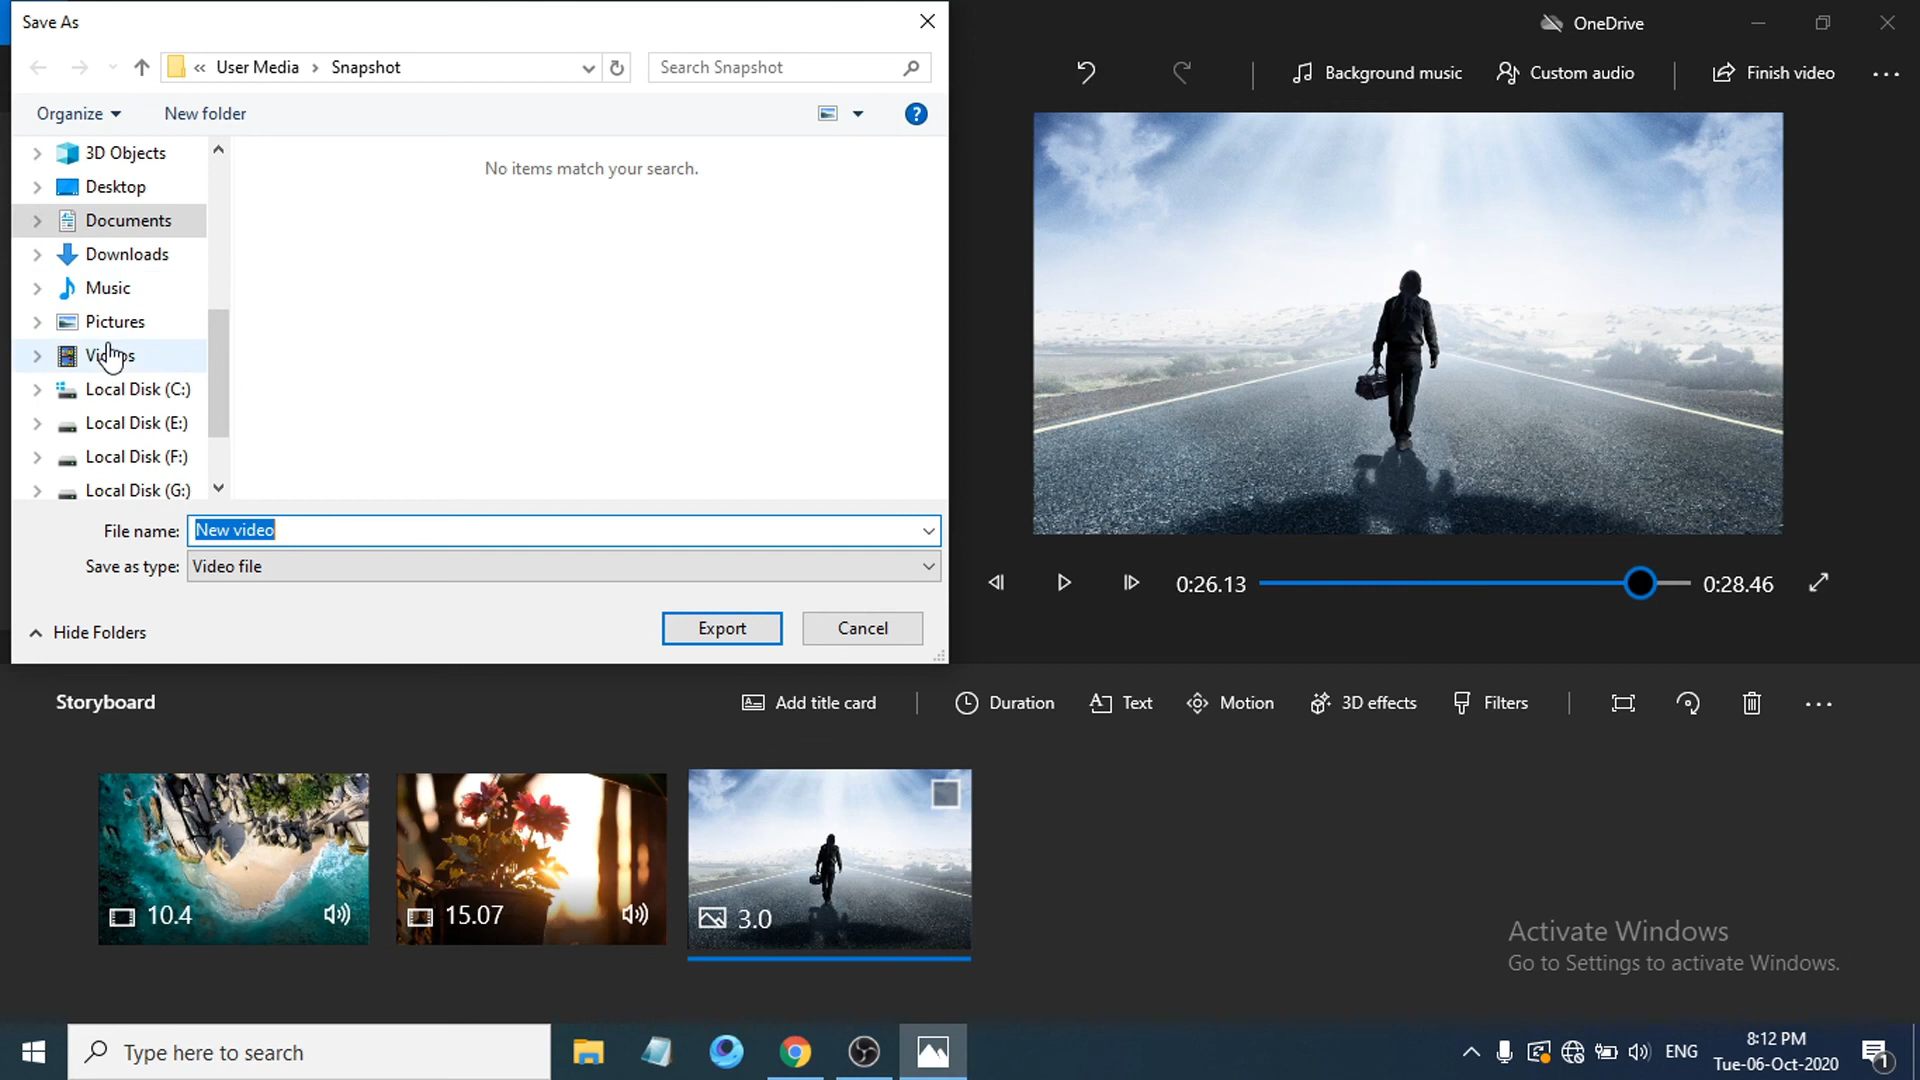 Save As
« User Media › Snapshot
Search Snapshot
Organize
New folder
3D Objects
Desktop
Documents
Downloads
Music
Pictures
Videos
Local Disk (C:)
Local Disk (E:)
Local Disk (F:)
Local Disk (G:)
No items match your search.
File name: New video
Save as type: Video file
Hide Folders
Export
Cancel
OneDrive
Background music
Custom audio
Finish video
0:26.13
0:28.46
Storyboard
Add title card
Duration
Text
Motion
3D effects
Filters
10.4
15.07
3.0
Activate Windows
Go to Settings to activate Windows.
Type here to search
ENG
8:12 PM
Tue-06-Oct-2020
1